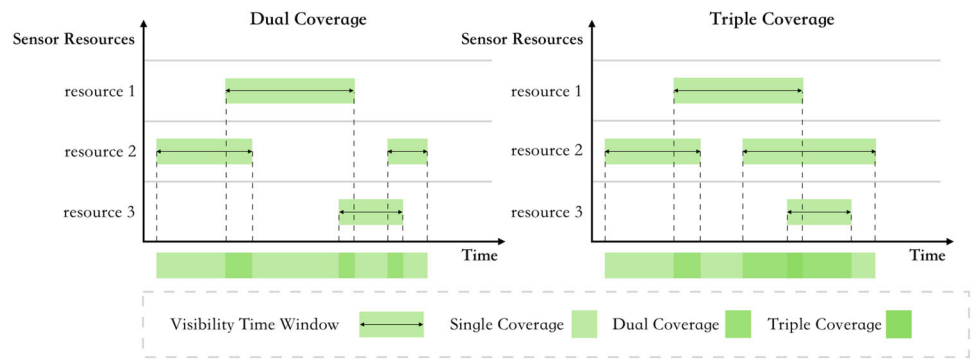 Dual Coverage
Sensor Resources
resource 1
resource 2
resource 3
Time
Triple Coverage
Sensor Resources
resource 1
resource 2
resource 3
Time
Visibility Time Window
Single Coverage
Dual Coverage
Triple Coverage